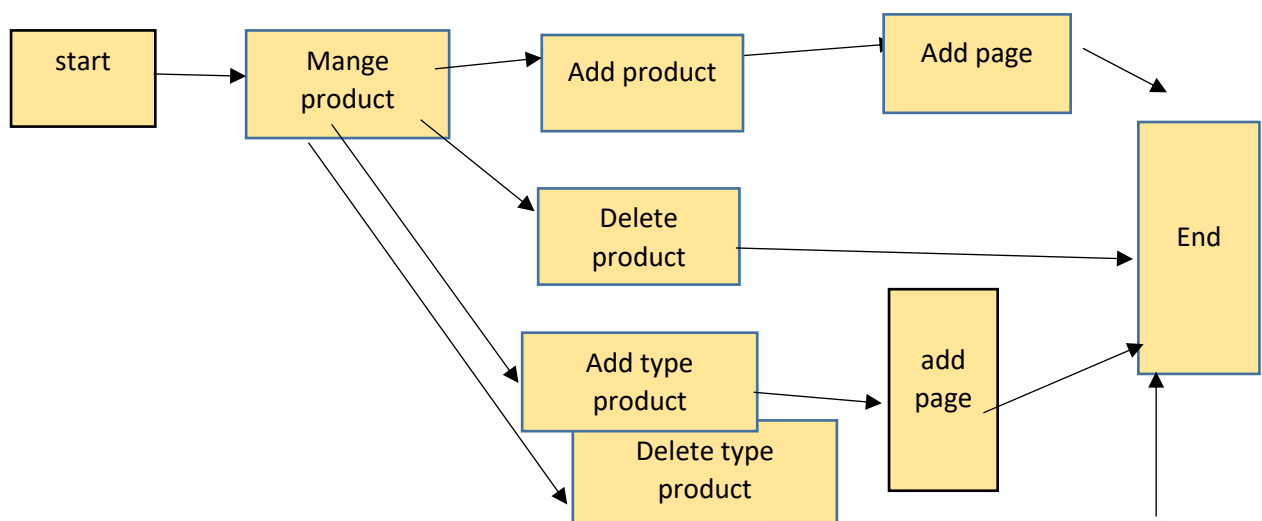 start
Mange
product
Add product
Add page
Delete
product
End
Add type
product
add
page
Delete type
product